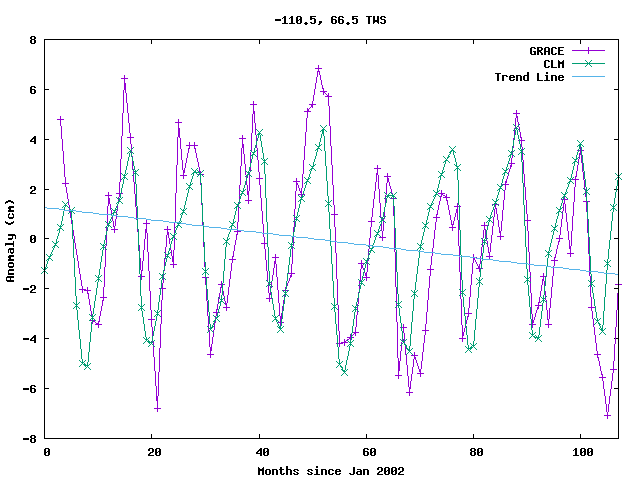 -110.5, 66.5 TWS
GRACE
CLM
Trend Line
8
6
4
2
0
-2
-4
-6
-8
Anomaly (cm)
0 20 40 60 80 100
Months since Jan 2002